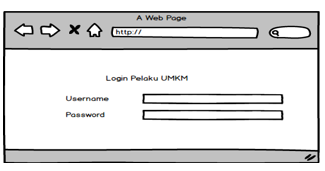 A Web Page
http://
Login Pelaku UMKM
Username
Password